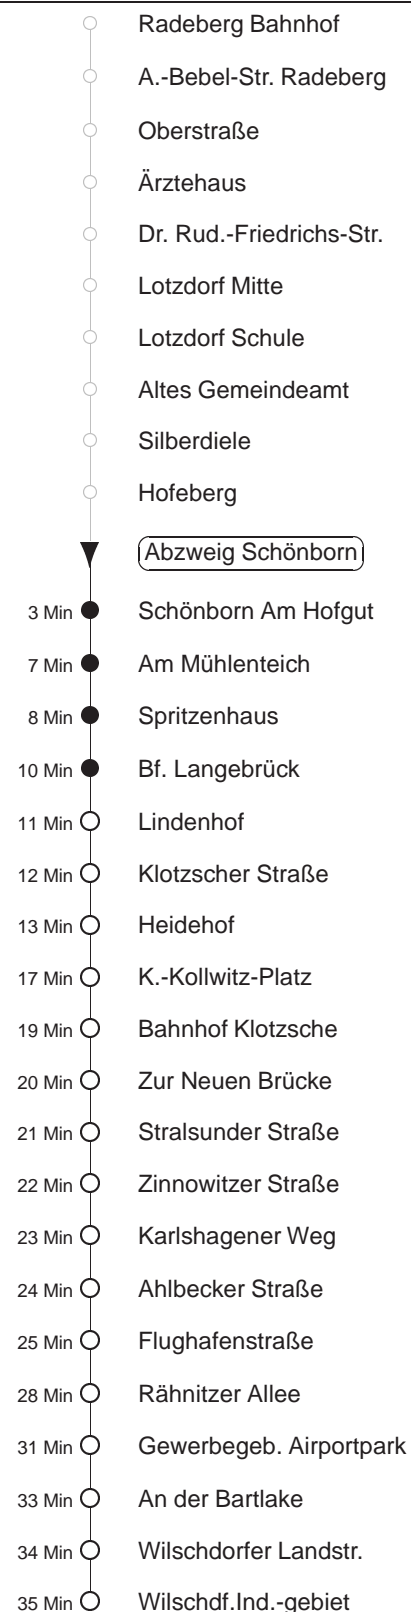 Radeberg Bahnhof
A.-Bebel-Str. Radeberg
Oberstraße
Ärztehaus
Dr. Rud.-Friedrichs-Str.
Lotzdorf Mitte
Lotzdorf Schule
Altes Gemeindeamt
Silberdiele
Hofeberg
Abzweig Schönborn
3 Min Schönborn Am Hofgut
7 Min Am Mühlenteich
8 Min Spritzenhaus
10 Min Bf. Langebrück
11 Min Lindenhof
12 Min Klotzscher Straße
13 Min Heidehof
17 Min K.-Kollwitz-Platz
19 Min Bahnhof Klotzsche
20 Min Zur Neuen Brücke
21 Min Stralsunder Straße
22 Min Zinnowitzer Straße
23 Min Karlshagener Weg
24 Min Ahlbecker Straße
25 Min Flughafenstraße
28 Min Rähnitzer Allee
31 Min Gewerbegeb. Airportpark
33 Min An der Bartlake
34 Min Wilschdorfer Landstr.
35 Min Wilschdf.Ind.-gebiet